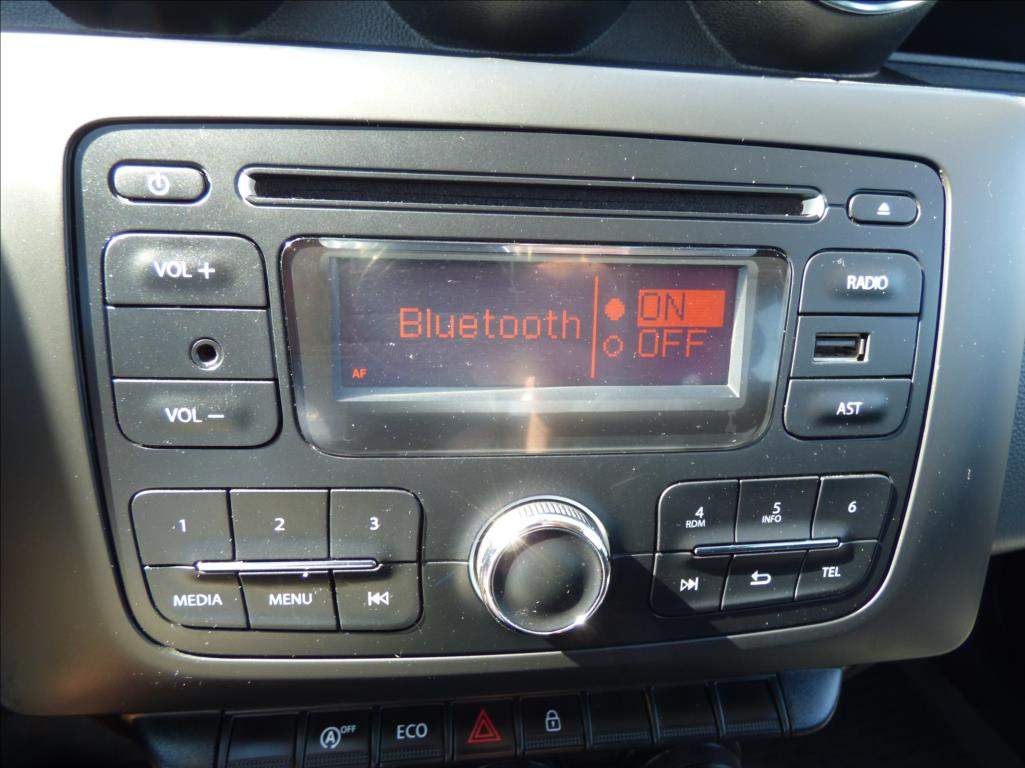 VOL +
RADIO
Bluetooth
ON
OFF
AF
VOL −
AST
1
2
3
4
RDM
5
INFO
6
MEDIA
MENU
TEL
A OFF
ECO